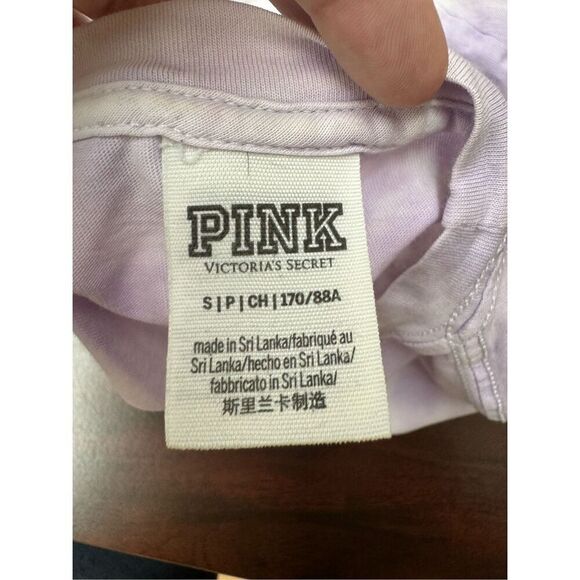 PINK
VICTORIA'S SECRET
S|P|CH|170/88A
made in Sri Lanka/fabriqué au
Sri Lanka/hecho en Sri Lanka/
fabbricato in Sri Lanka/
斯里兰卡制造